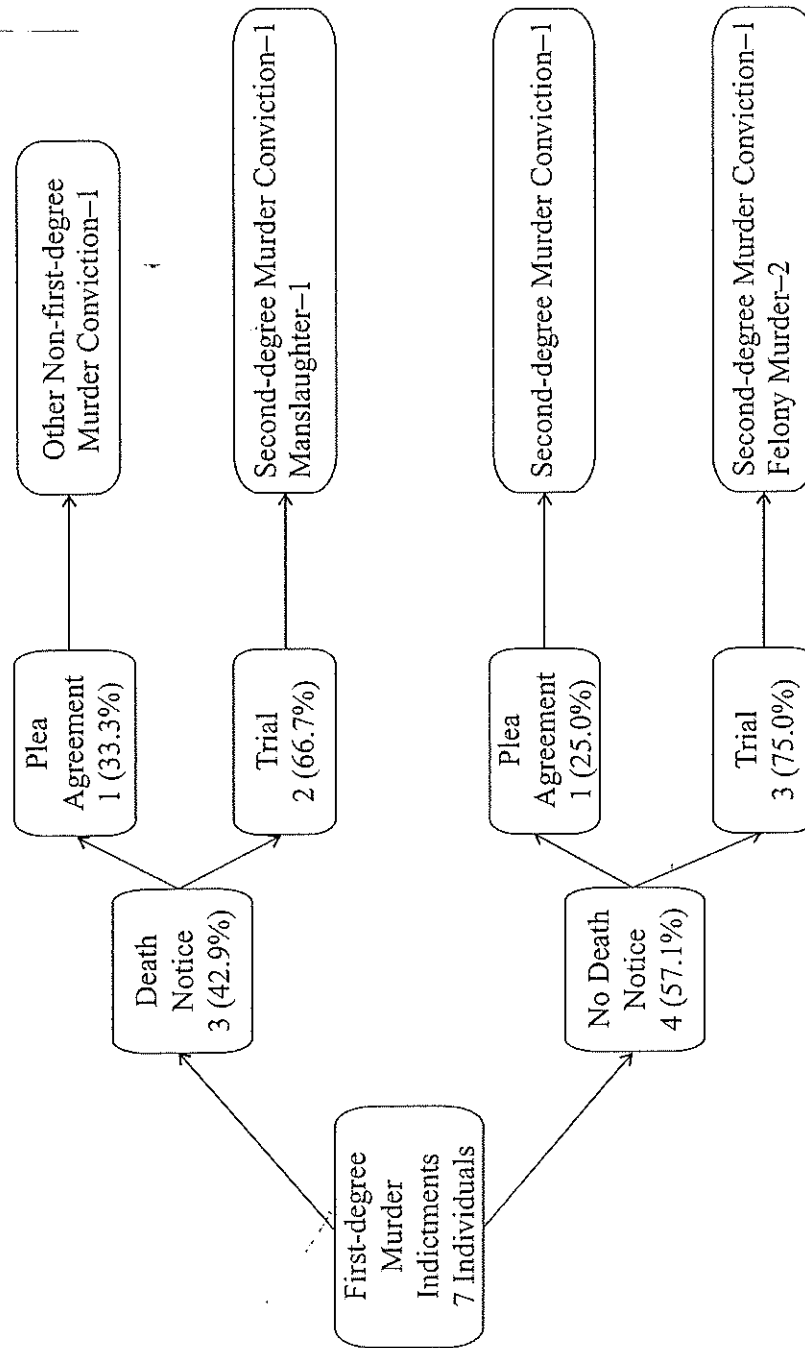 First-degree
Murder
Indictments
7 Individuals
Death
Notice
3 (42.9%)
Plea
Agreement
1 (33.3%)
Other Non-first-degree
Murder Conviction–1
Trial
2 (66.7%)
Second-degree Murder Conviction–1
Manslaughter–1
No Death
Notice
4 (57.1%)
Plea
Agreement
1 (25.0%)
Second-degree Murder Conviction–1
Trial
3 (75.0%)
Second-degree Murder Conviction–1
Felony Murder–2